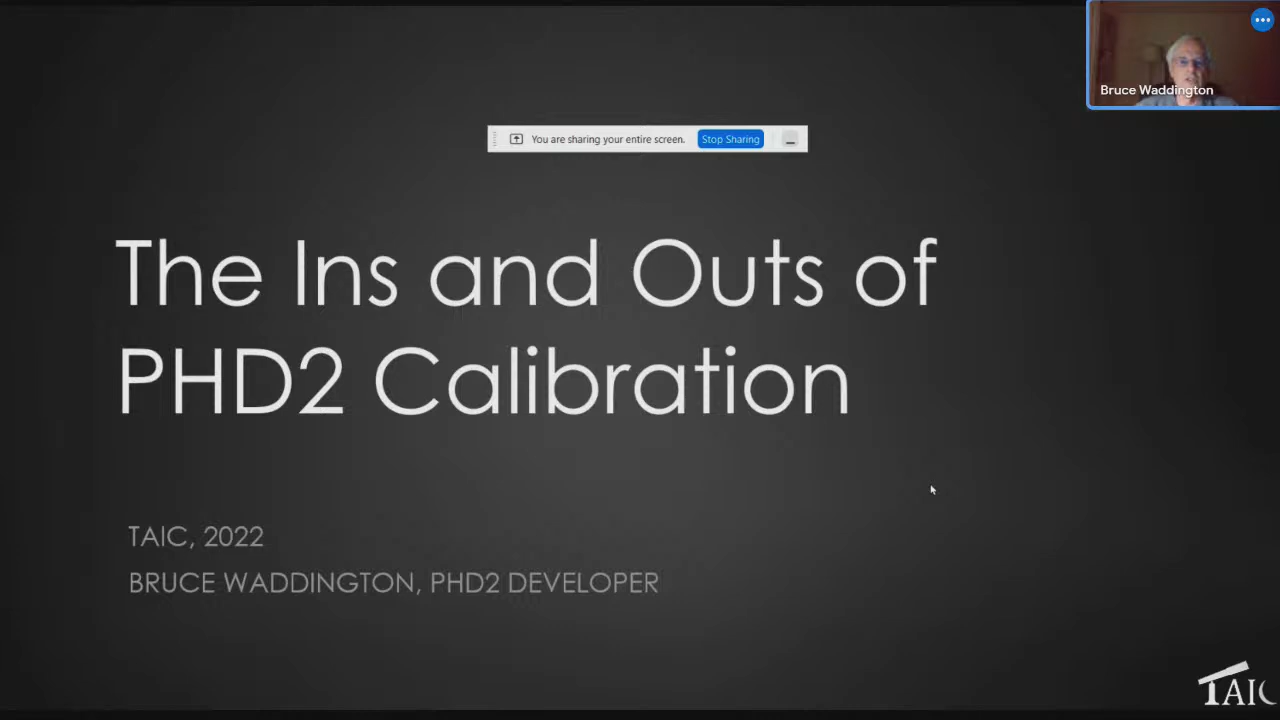 Bruce Waddington
You are sharing your entire screen.
Stop Sharing
The Ins and Outs of
PHD2 Calibration
TAIC, 2022
BRUCE WADDINGTON, PHD2 DEVELOPER
TAIC